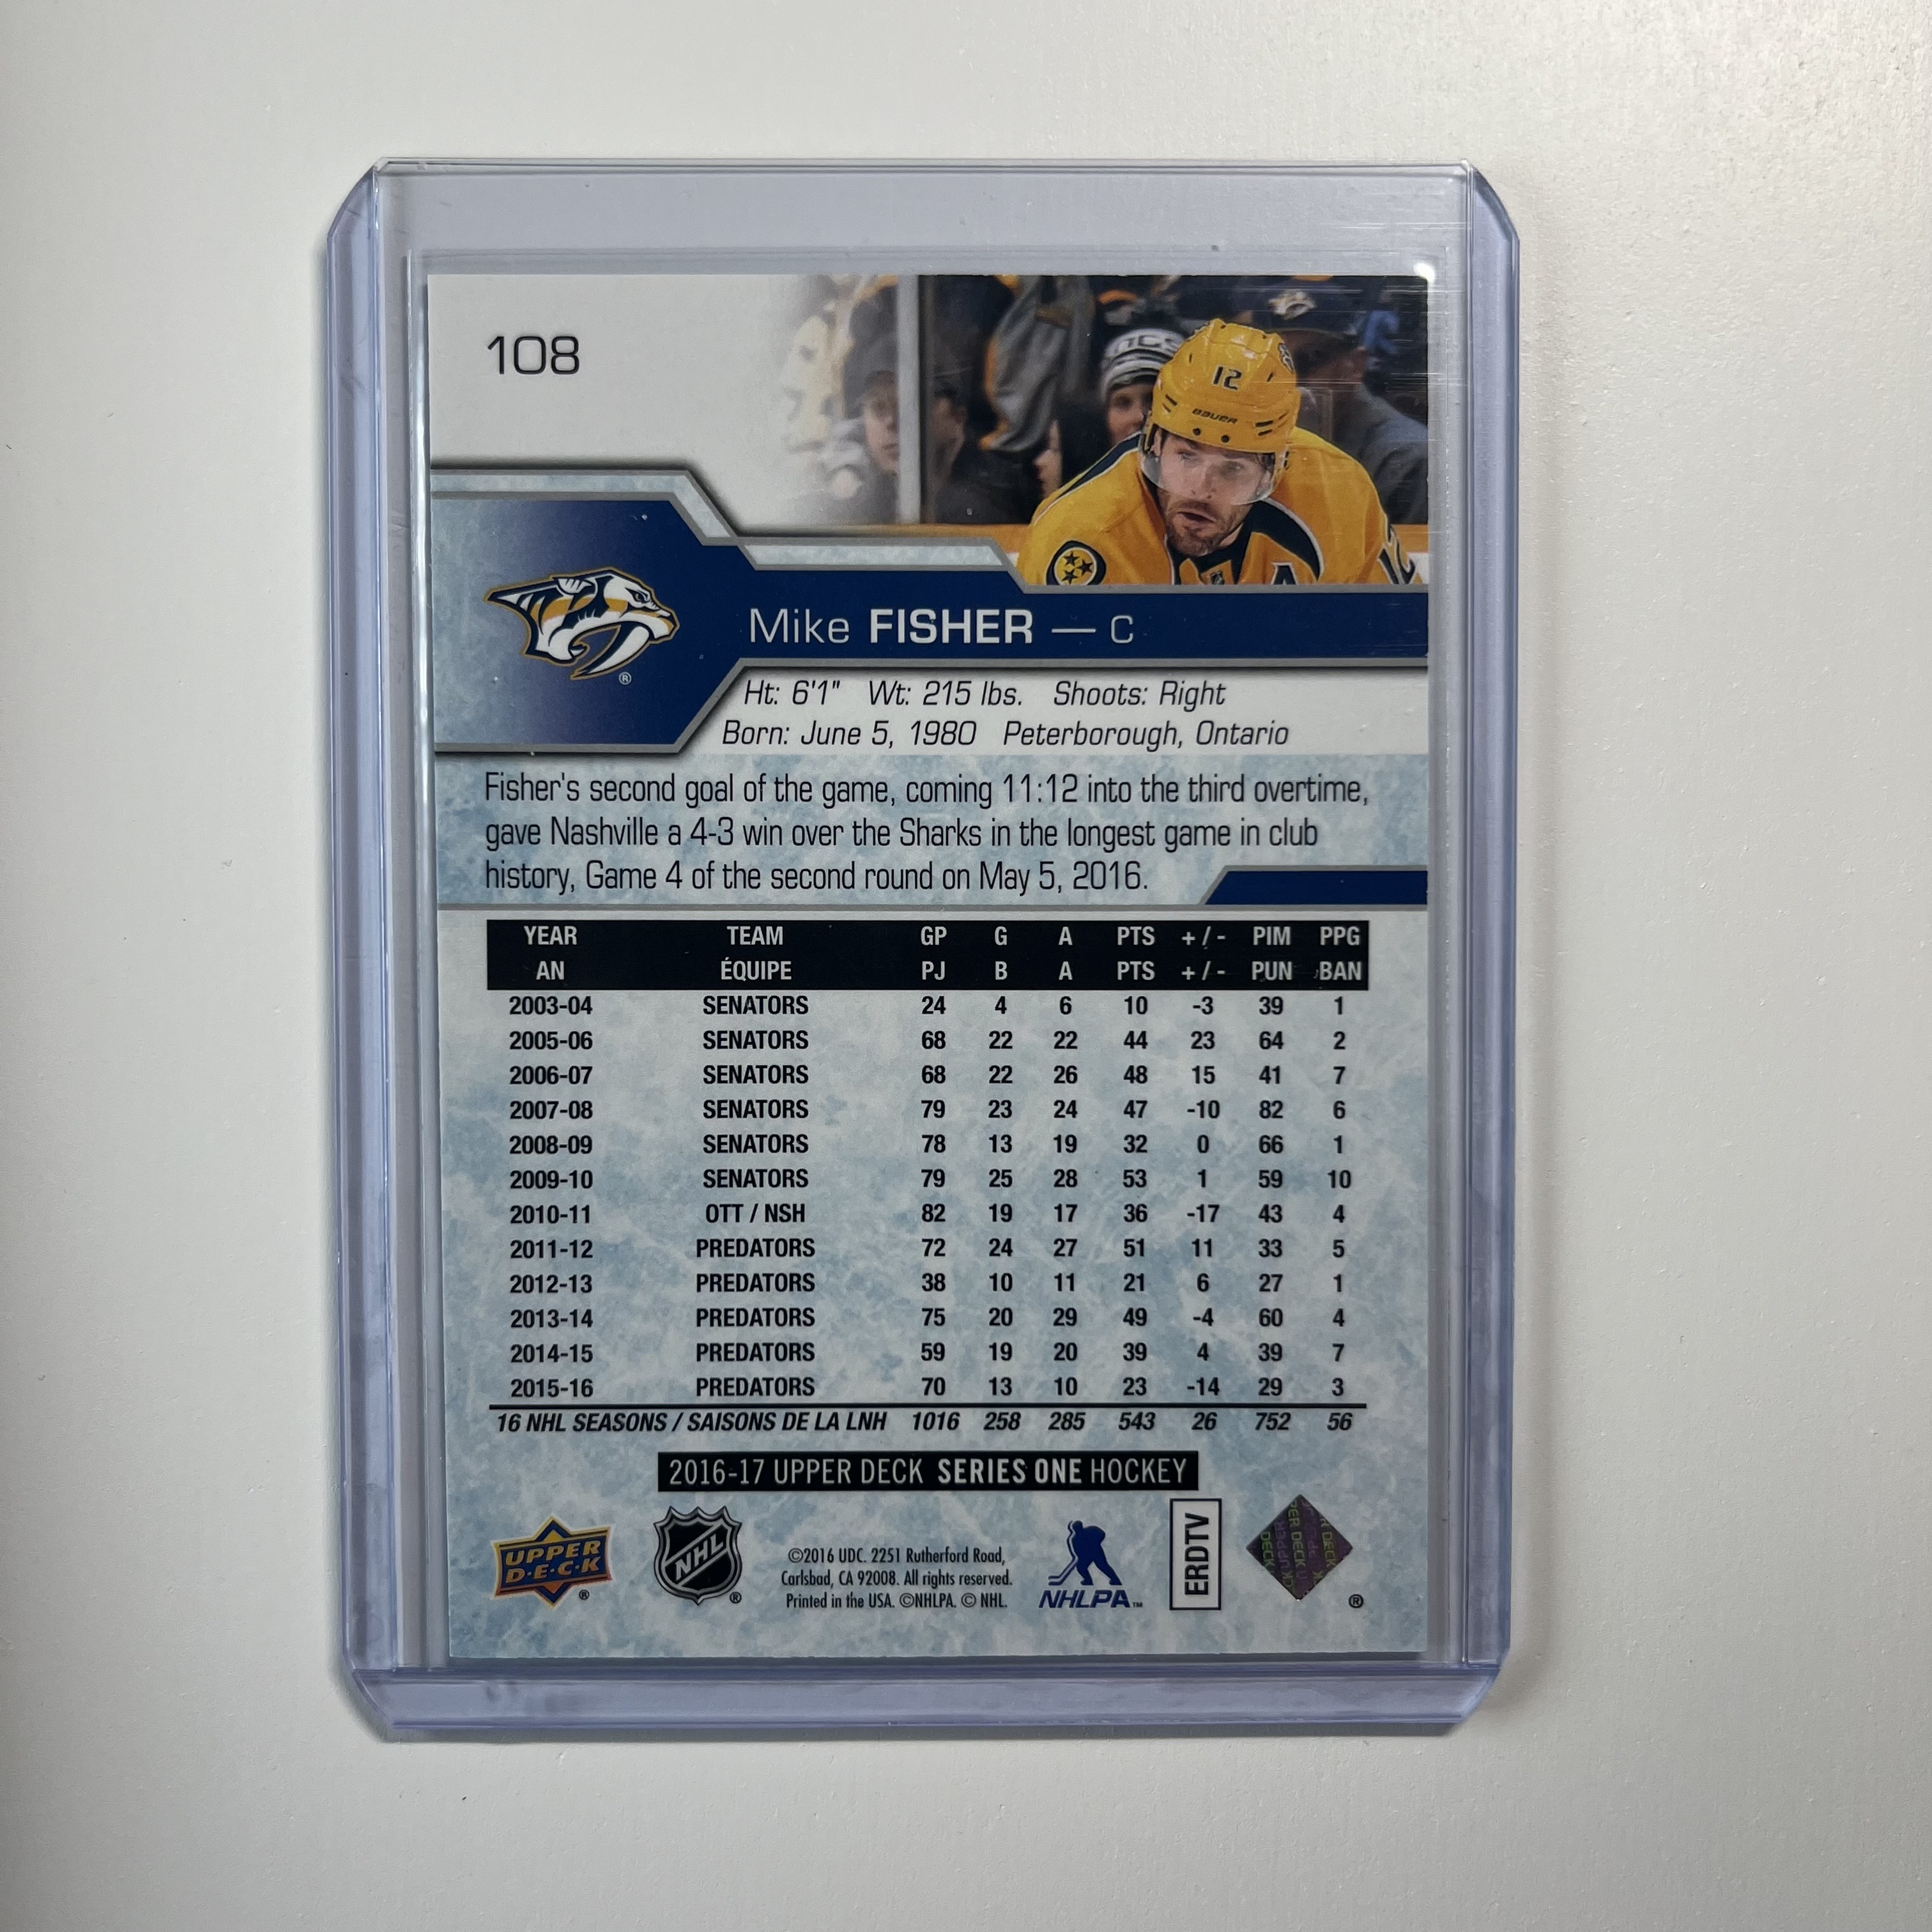 108
12
BAUER
A
12
Mike FISHER — C
®
Ht: 6'1" Wt: 215 lbs. Shoots: Right
Born: June 5, 1980 Peterborough, Ontario
Fisher's second goal of the game, coming 11:12 into the third overtime,
gave Nashville a 4-3 win over the Sharks in the longest game in club
history, Game 4 of the second round on May 5, 2016.
YEAR TEAM GP G A PTS +/- PIM PPG
AN ÉQUIPE PJ B A PTS +/- PUN BAN
2003-04 SENATORS 24 4 6 10 -3 39 1
2005-06 SENATORS 68 22 22 44 23 64 2
2006-07 SENATORS 68 22 26 48 15 41 7
2007-08 SENATORS 79 23 24 47 -10 82 6
2008-09 SENATORS 78 13 19 32 0 66 1
2009-10 SENATORS 79 25 28 53 1 59 10
2010-11 OTT / NSH 82 19 17 36 -17 43 4
2011-12 PREDATORS 72 24 27 51 11 33 5
2012-13 PREDATORS 38 10 11 21 6 27 1
2013-14 PREDATORS 75 20 29 49 -4 60 4
2014-15 PREDATORS 59 19 20 39 4 39 7
2015-16 PREDATORS 70 13 10 23 -14 29 3
16 NHL SEASONS / SAISONS DE LA LNH 1016 258 285 543 26 752 56
2016-17 UPPER DECK SERIES ONE HOCKEY
UPPER
D·E·C·K
®
NHL
®
©2016 UDC. 2251 Rutherford Road,
Carlsbad, CA 92008. All rights reserved.
Printed in the USA. ©NHLPA. © NHL.
NHLPA™
ERDTV
®